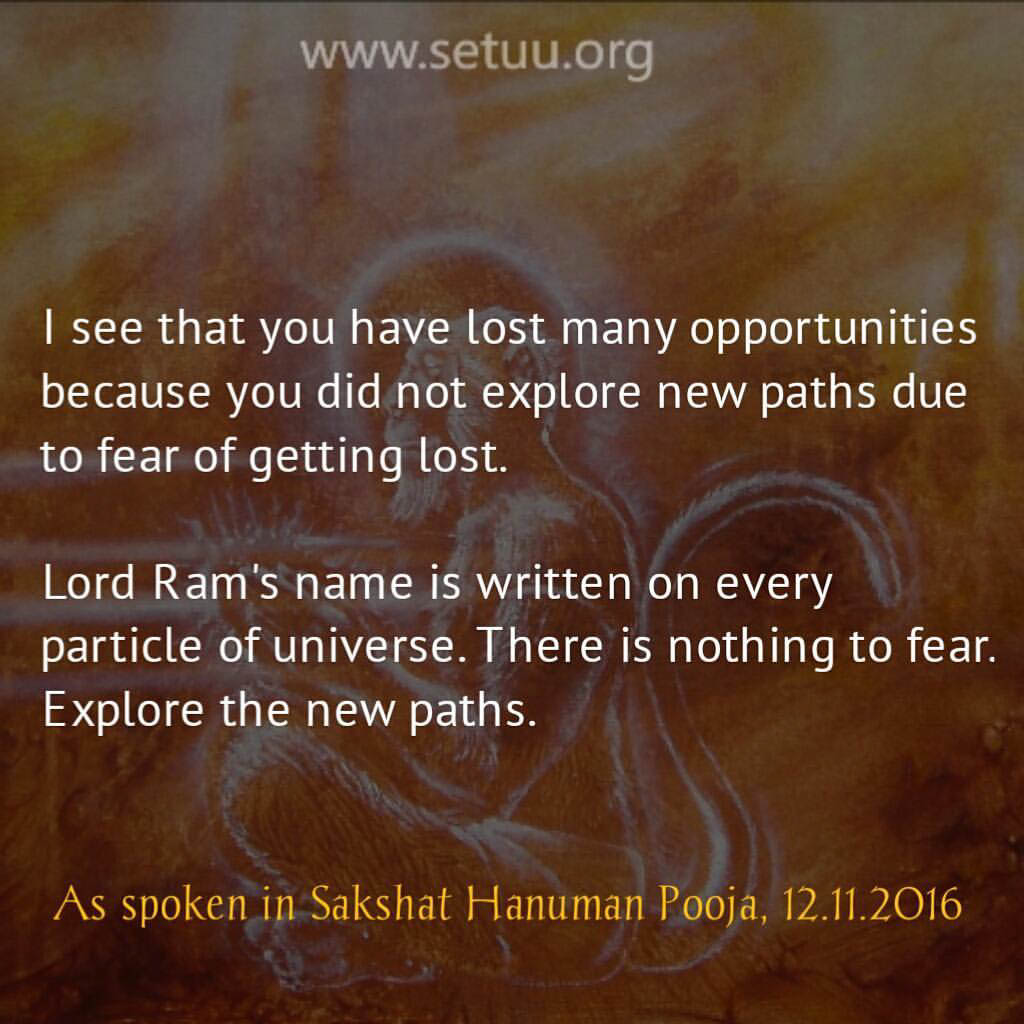 www.setuu.org
I see that you have lost many opportunities
because you did not explore new paths due
to fear of getting lost.
Lord Ram's name is written on every
particle of universe. There is nothing to fear.
Explore the new paths.
As spoken in Sakshat Hanuman Pooja, 12.11.2016